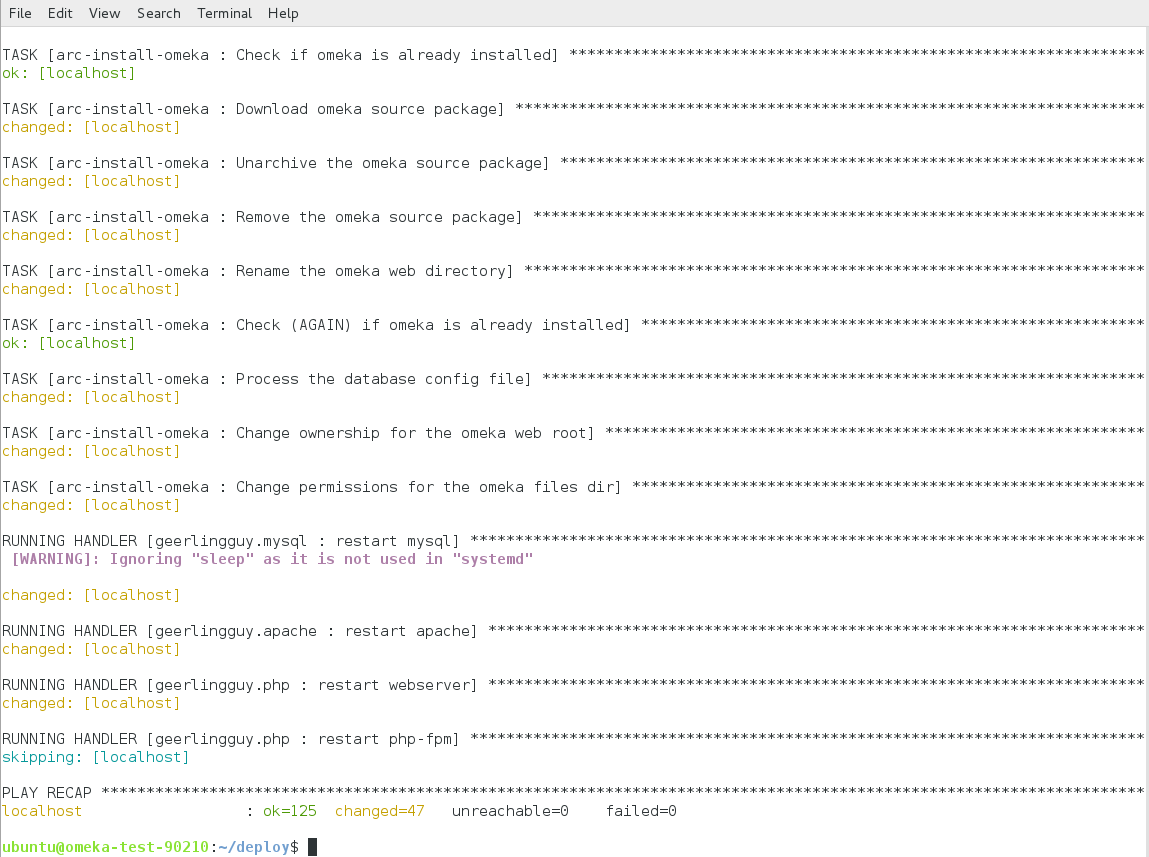 File Edit View Search Terminal Help
TASK [arc-install-omeka : Check if omeka is already installed] ****************************************************************
ok: [localhost]
TASK [arc-install-omeka : Download omeka source package] **********************************************************************
changed: [localhost]
TASK [arc-install-omeka : Unarchive the omeka source package] *****************************************************************
changed: [localhost]
TASK [arc-install-omeka : Remove the omeka source package] ********************************************************************
changed: [localhost]
TASK [arc-install-omeka : Rename the omeka web directory] *********************************************************************
changed: [localhost]
TASK [arc-install-omeka : Check (AGAIN) if omeka is already installed] ********************************************************
ok: [localhost]
TASK [arc-install-omeka : Process the database config file] *******************************************************************
changed: [localhost]
TASK [arc-install-omeka : Change ownership for the omeka web root] ************************************************************
changed: [localhost]
TASK [arc-install-omeka : Change permissions for the omeka files dir] *********************************************************
changed: [localhost]
RUNNING HANDLER [geerlingguy.mysql : restart mysql] ***************************************************************************
[WARNING]: Ignoring "sleep" as it is not used in "systemd"
changed: [localhost]
RUNNING HANDLER [geerlingguy.apache : restart apache] *************************************************************************
changed: [localhost]
RUNNING HANDLER [geerlingguy.php : restart webserver] *************************************************************************
changed: [localhost]
RUNNING HANDLER [geerlingguy.php : restart php-fpm] ***************************************************************************
skipping: [localhost]
PLAY RECAP ********************************************************************************************************************
localhost                  : ok=125  changed=47   unreachable=0    failed=0
ubuntu@omeka-test-90210:~/deploy$